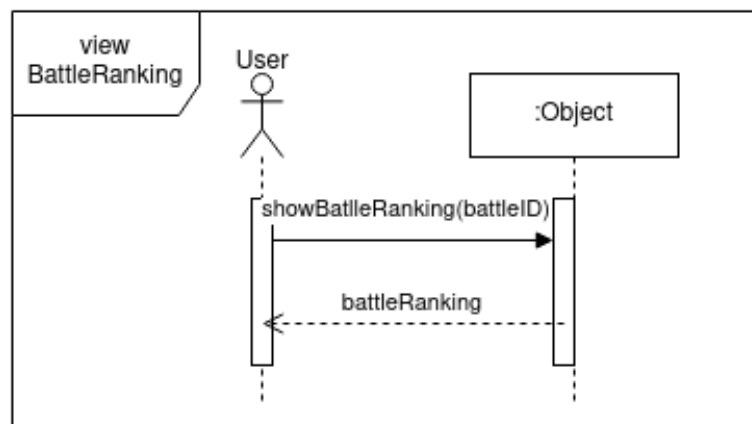 view
BattleRanking
User
:Object
showBatlleRanking(battleID)
battleRanking